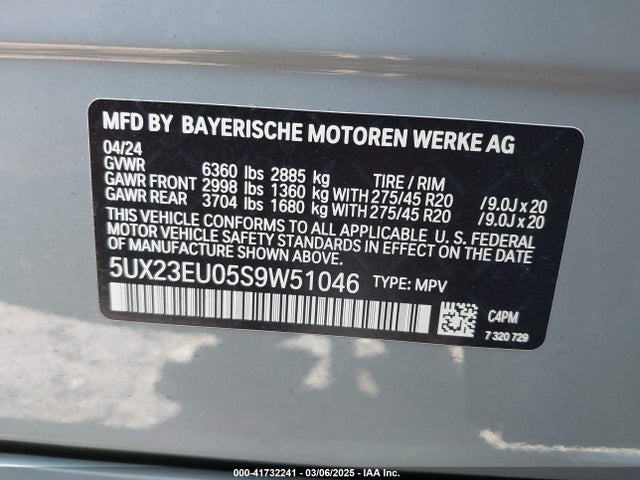 MFD BY BAYERISCHE MOTOREN WERKE AG
04/24
GVWR 6360 lbs 2885 kg TIRE / RIM
GAWR FRONT 2998 lbs 1360 kg WITH 275/45 R20 /9.0J x 20
GAWR REAR 3704 lbs 1680 kg WITH 275/45 R20 /9.0J x 20
THIS VEHICLE CONFORMS TO ALL APPLICABLE U.S. FEDERAL
MOTOR VEHICLE SAFETY STANDARDS IN EFFECT ON THE DATE OF
MANUFACTURE SHOWN ABOVE.
5UX23EU05S9W51046 TYPE: MPV
C4PM
7 320 729
000-41732241 - 03/06/2025 - IAA Inc.